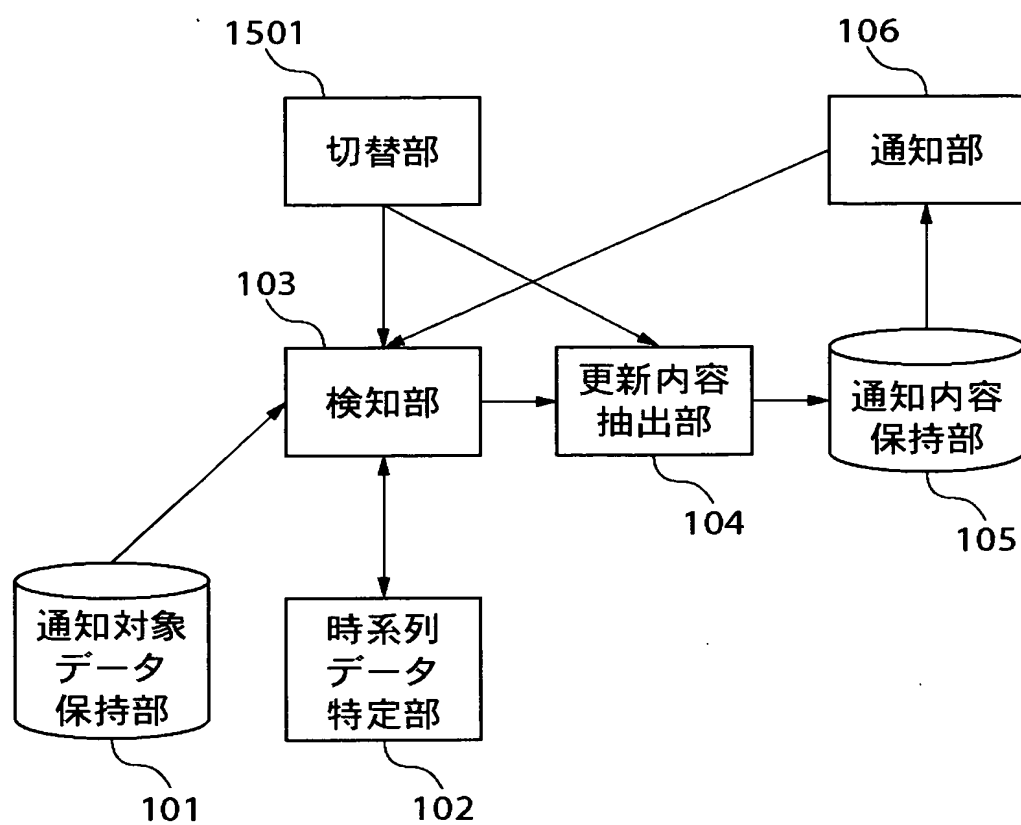 1501
切替部
106
通知部
103
検知部
更新内容
抽出部
104
通知内容
保持部
105
通知対象
データ
保持部
101
時系列
データ
特定部
102